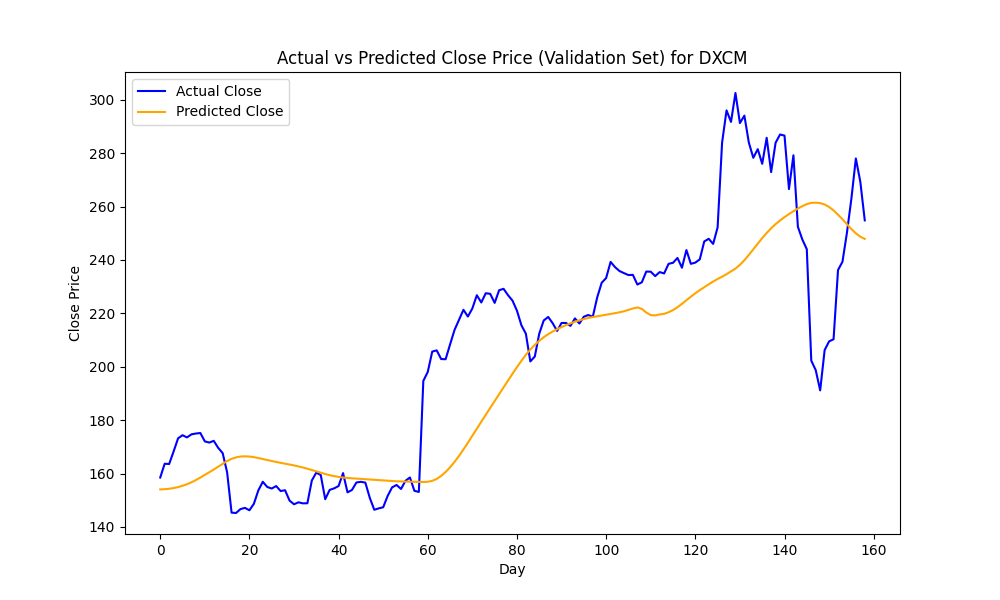 Actual vs Predicted Close Price (Validation Set) for DXCM
Actual Close
Predicted Close
Close Price
300
280
260
240
220
200
180
160
140
0 20 40 60 80 100 120 140 160
Day